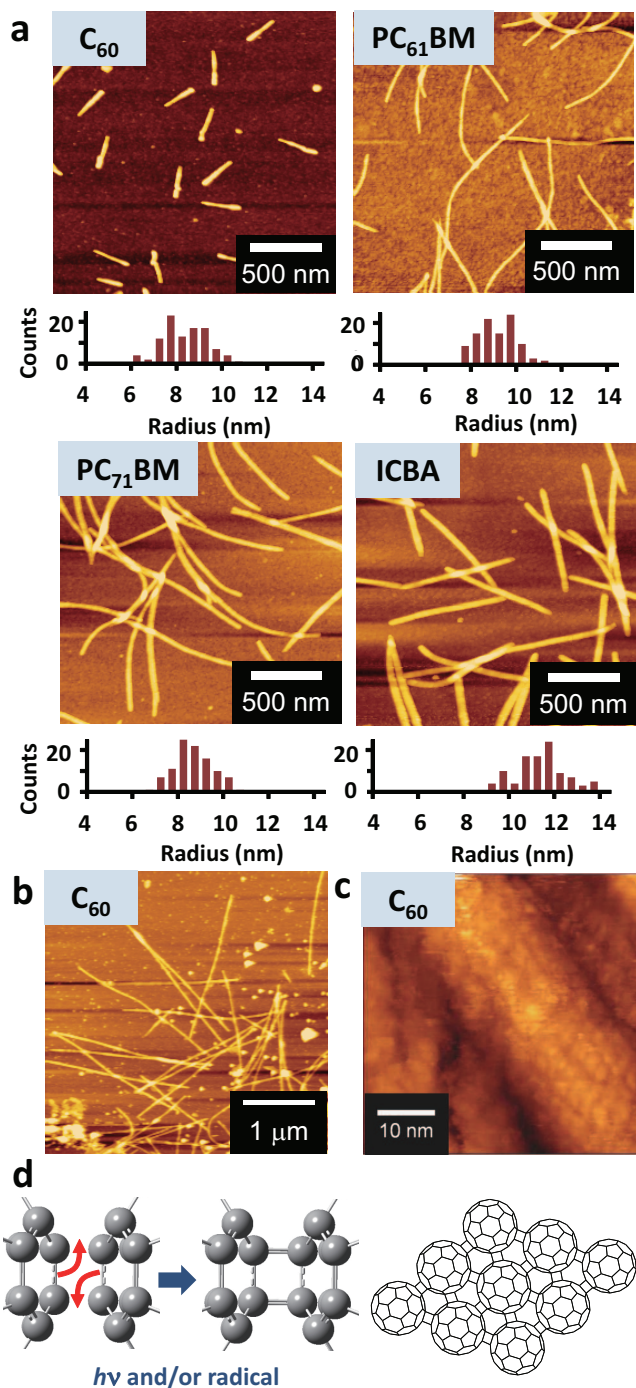 a
C₆₀
PC₆₁BM
500 nm
500 nm
Counts
20
0
4 6 8 10 12 14
Radius (nm)
20
0
4 6 8 10 12 14
Radius (nm)
PC₇₁BM
ICBA
500 nm
500 nm
Counts
20
0
4 6 8 10 12 14
Radius (nm)
20
0
4 6 8 10 12 14
Radius (nm)
b
C₆₀
c
C₆₀
1 μm
10 nm
d
hν and/or radical